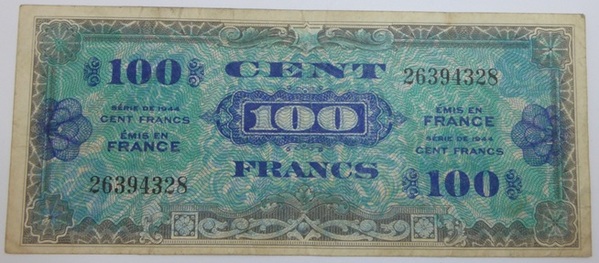 100 CENT 26394328
SÉRIE DE 1944
CENT FRANCS
ÉMIS EN
FRANCE
100
ÉMIS EN
FRANCE
SÉRIE DE 1944
CENT FRANCS
26394328 FRANCS 100